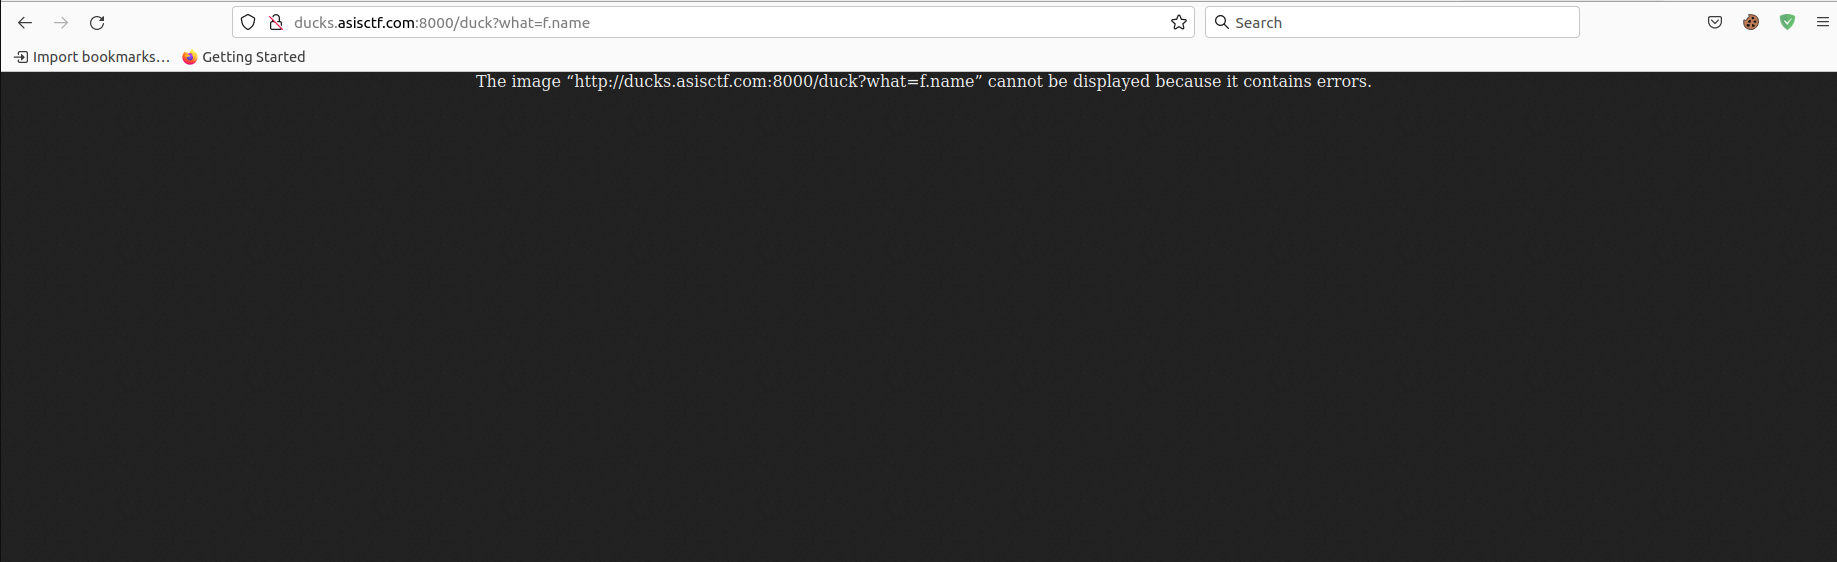 ducks.asisctf.com:8000/duck?what=f.name
Search
Import bookmarks...
Getting Started
The image “http://ducks.asisctf.com:8000/duck?what=f.name” cannot be displayed because it contains errors.